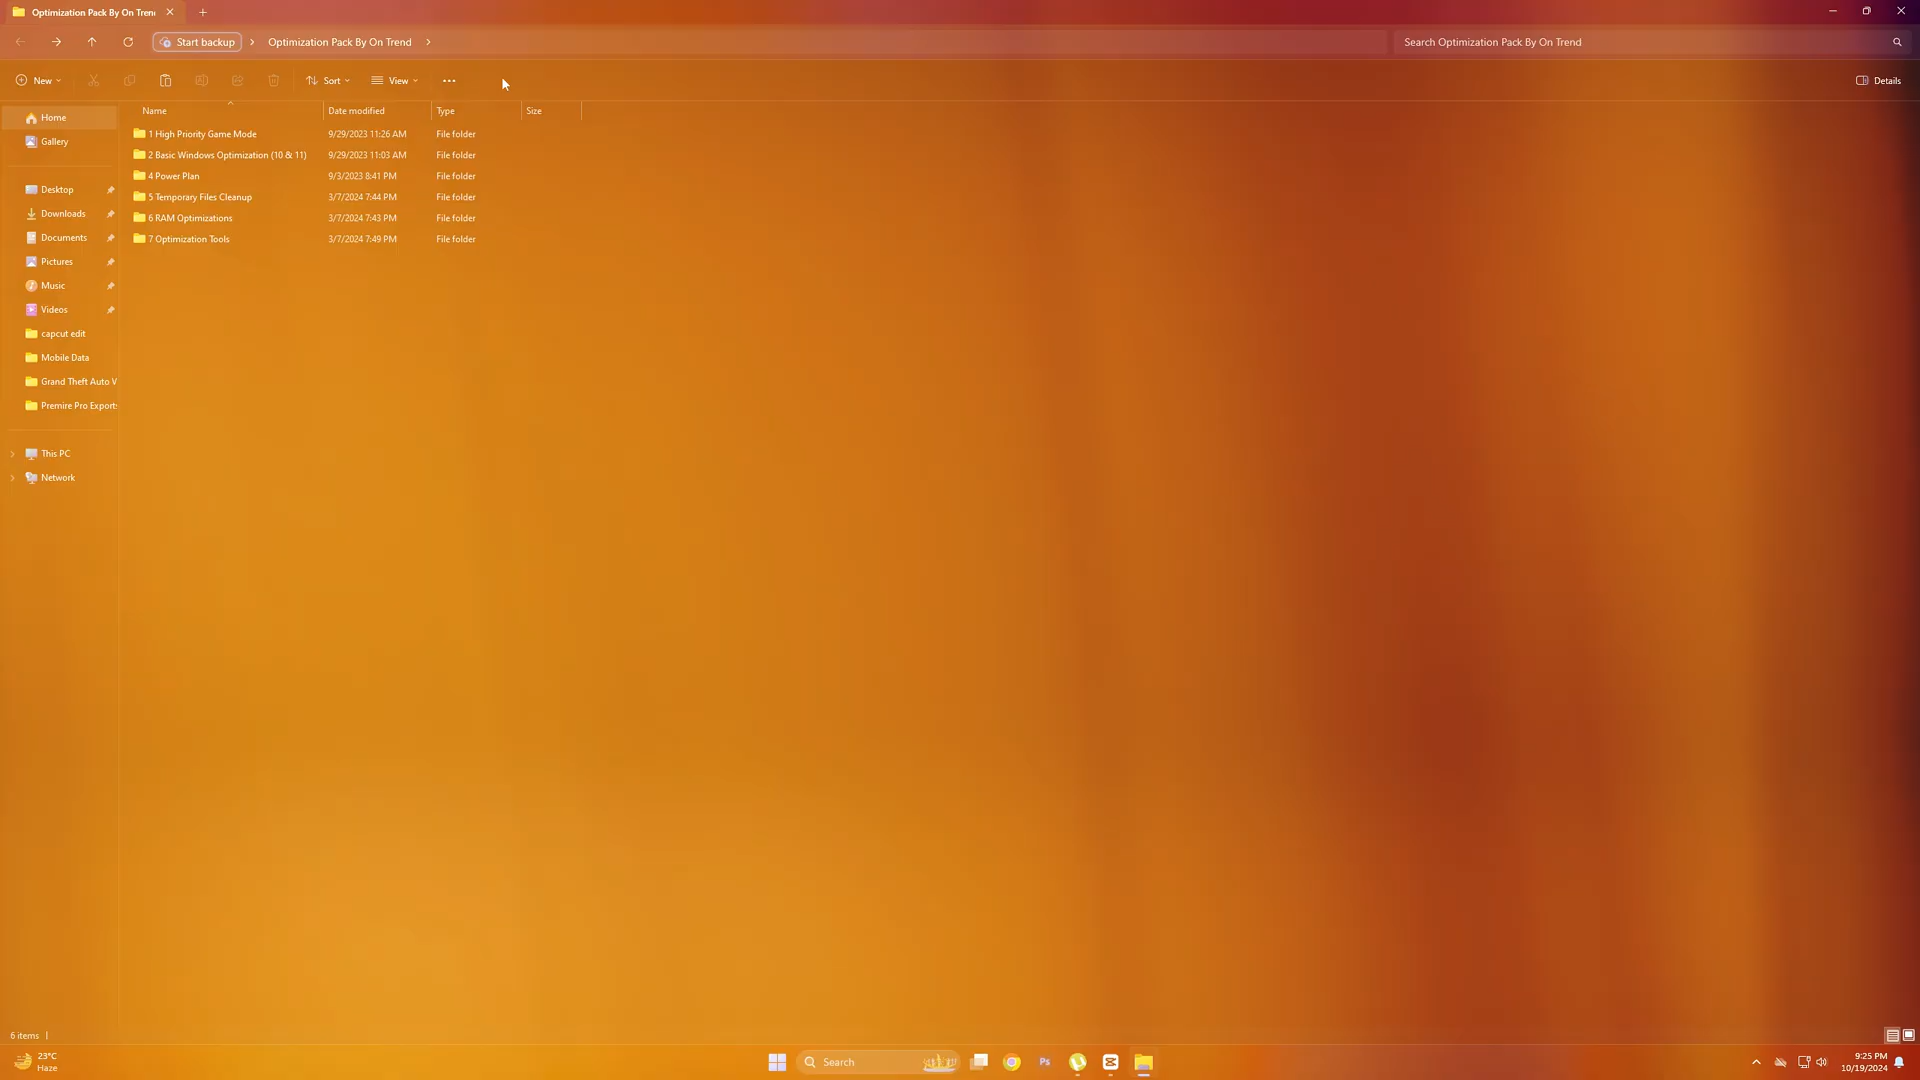 Optimization Pack By On Tren
Start backup
Optimization Pack By On Trend
Search Optimization Pack By On Trend
New
Sort
View
Details
Name Date modified Type Size
1 High Priority Game Mode 9/29/2023 11:26 AM File folder
2 Basic Windows Optimization (10 & 11) 9/29/2023 11:03 AM File folder
4 Power Plan 9/3/2023 8:41 PM File folder
5 Temporary Files Cleanup 3/7/2024 7:44 PM File folder
6 RAM Optimizations 3/7/2024 7:43 PM File folder
7 Optimization Tools 3/7/2024 7:49 PM File folder
Home
Gallery
Desktop
Downloads
Documents
Pictures
Music
Videos
capcut edit
Mobile Data
Grand Theft Auto V
Premire Pro Exports
This PC
Network
6 items
23°C
Haze
Search
Ps
9:25 PM
10/19/2024